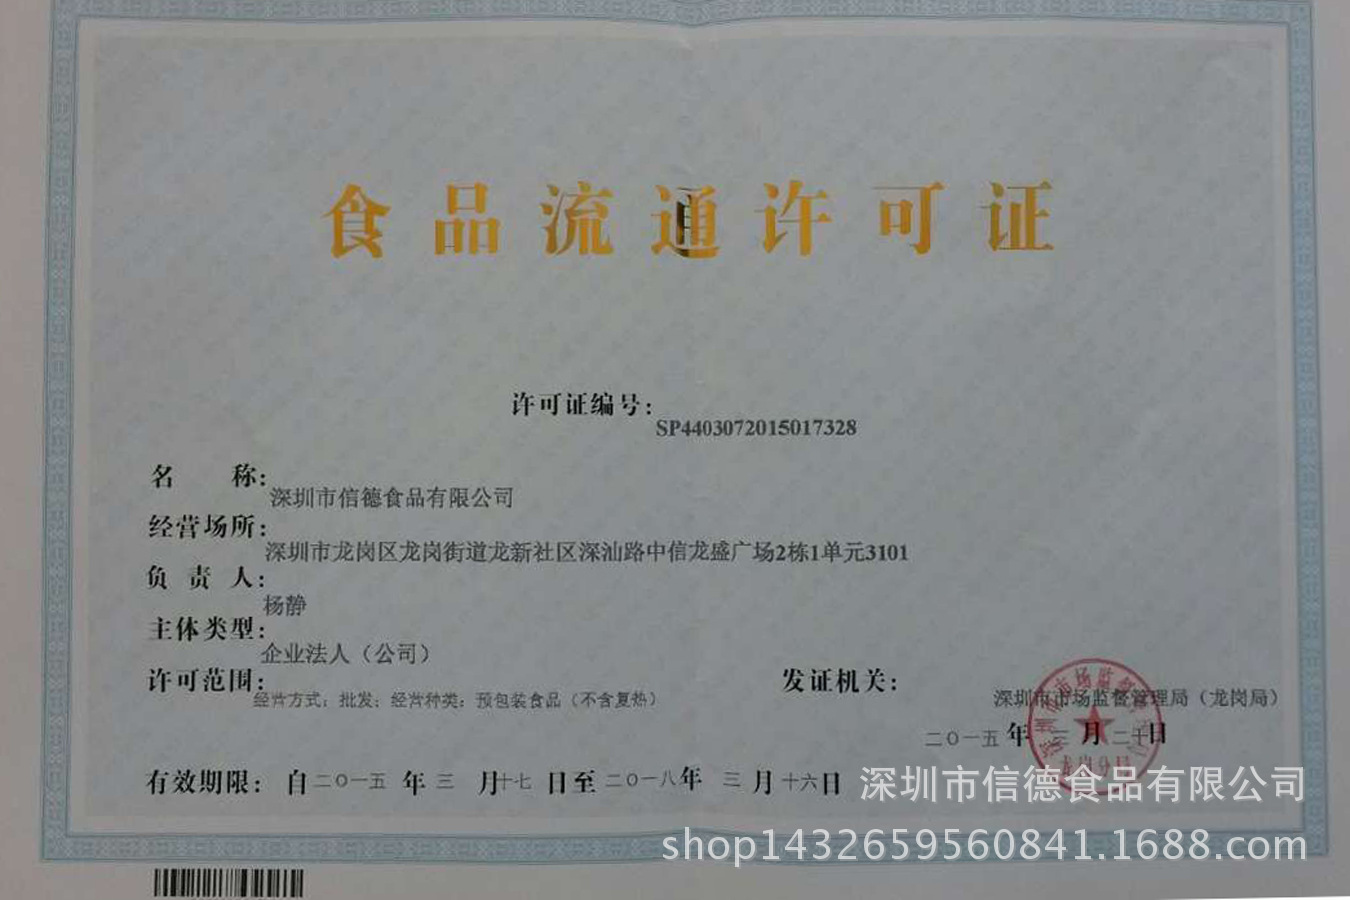 食品流通许可证
许可证编号：
SP4403072015017328
名 称：
深圳市信德食品有限公司
经营场所：
深圳市龙岗区龙岗街道龙新社区深汕路中信龙盛广场2栋1单元3101
负 责 人：
杨静
主体类型：
企业法人（公司）
许可范围：
经营方式：批发；经营种类：预包装食品（不含复热）
发证机关：
深圳市市场监督管理局（龙岗局）
二〇一五 年 三 月 二十 日
有效期限： 自 二〇一五 年 三 月 十七 日至 二〇一八 年 三 月 十六 日
深圳市信德食品有限公司
shop1432659560841.1688.com